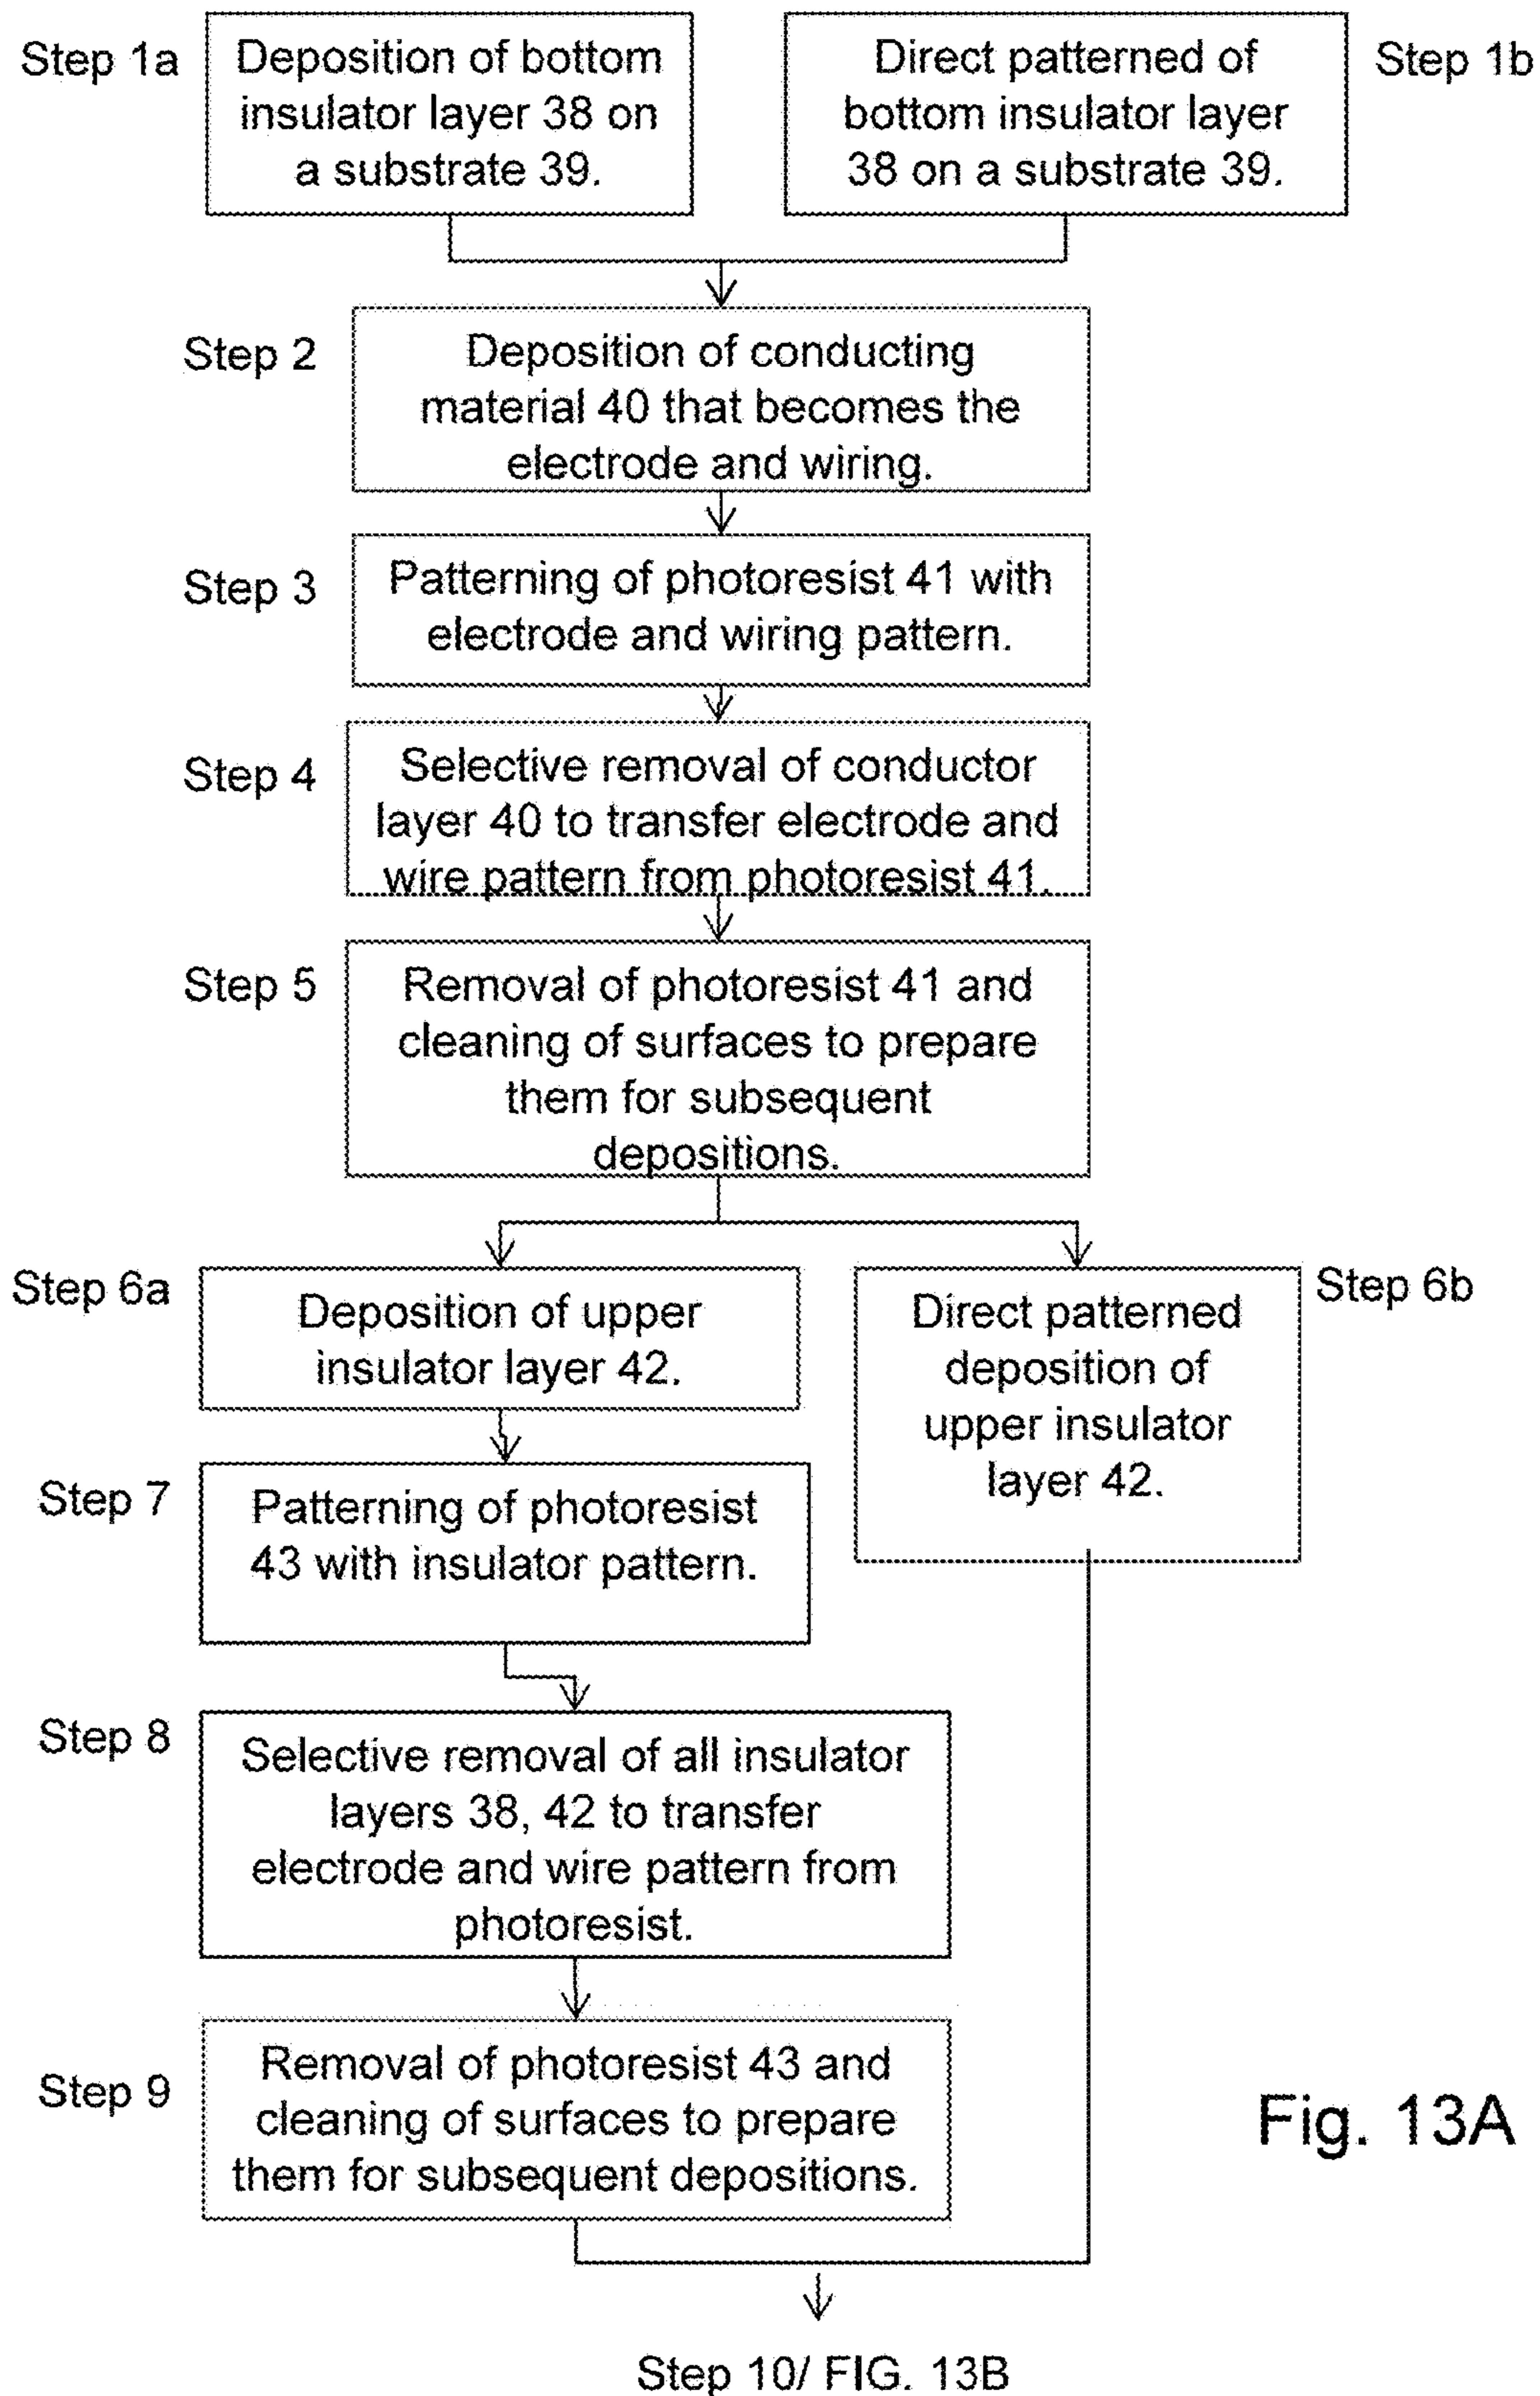 Step 1a
Deposition of bottom
insulator layer 38 on
a substrate 39.
Direct patterned of
bottom insulator layer
38 on a substrate 39.
Step 1b
Step 2
Deposition of conducting
material 40 that becomes the
electrode and wiring.
Step 3
Patterning of photoresist 41 with
electrode and wiring pattern.
Step 4
Selective removal of conductor
layer 40 to transfer electrode and
wire pattern from photoresist 41.
Step 5
Removal of photoresist 41 and
cleaning of surfaces to prepare
them for subsequent
depositions.
Step 6a
Deposition of upper
insulator layer 42.
Direct patterned
deposition of
upper insulator
layer 42.
Step 6b
Step 7
Patterning of photoresist
43 with insulator pattern.
Step 8
Selective removal of all insulator
layers 38, 42 to transfer
electrode and wire pattern from
photoresist.
Step 9
Removal of photoresist 43 and
cleaning of surfaces to prepare
them for subsequent depositions.
Fig. 13A
Step 10/ FIG. 13B